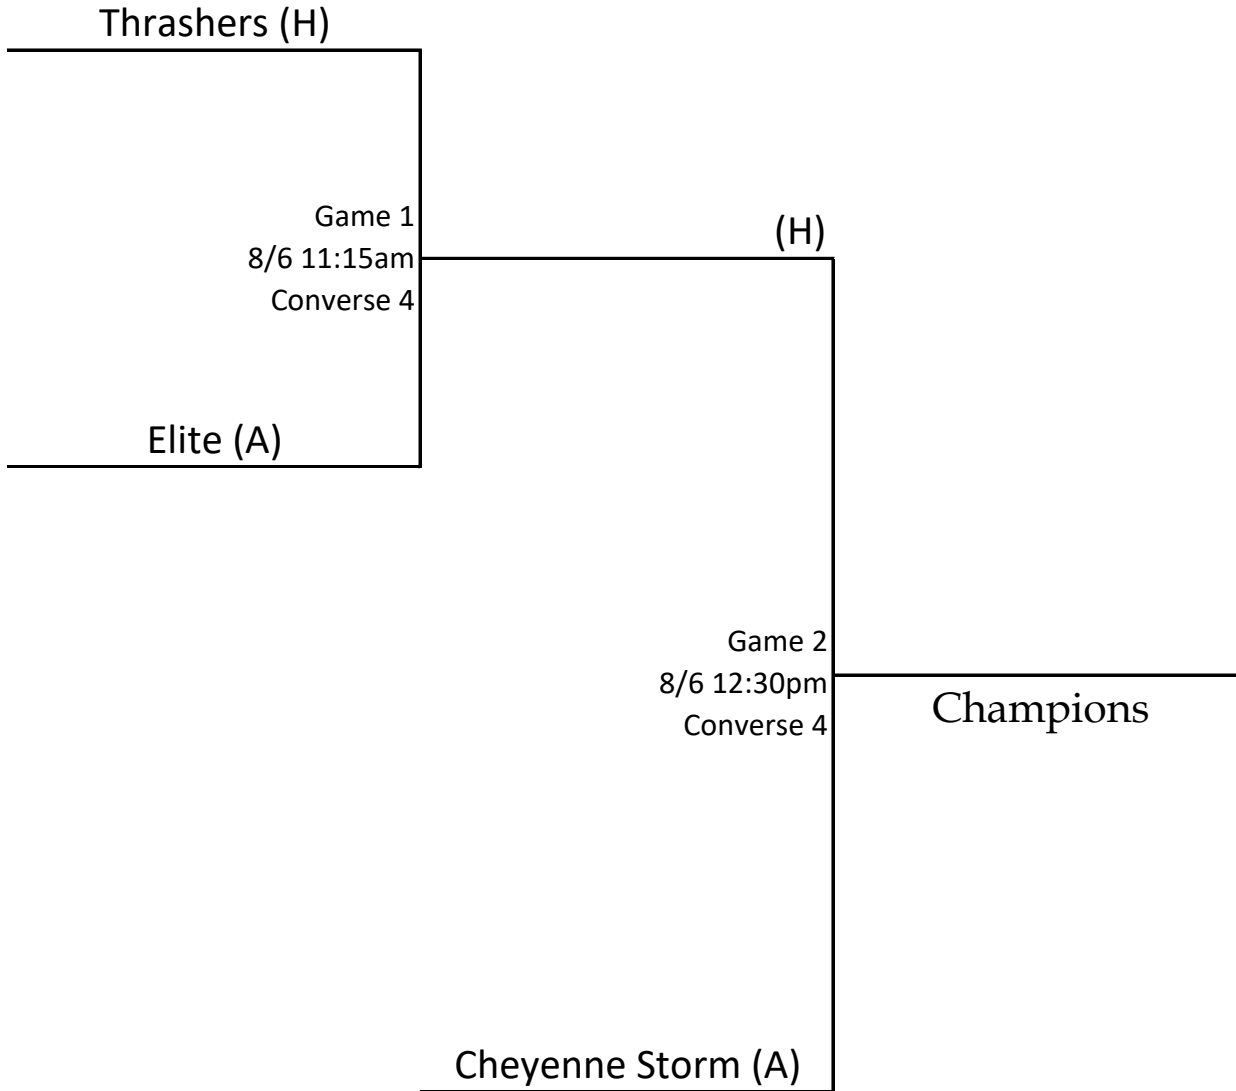 Thrashers (H)
Game 1
8/6 11:15am
Converse 4
(H)
Elite (A)
Game 2
8/6 12:30pm
Converse 4
Champions
Cheyenne Storm (A)